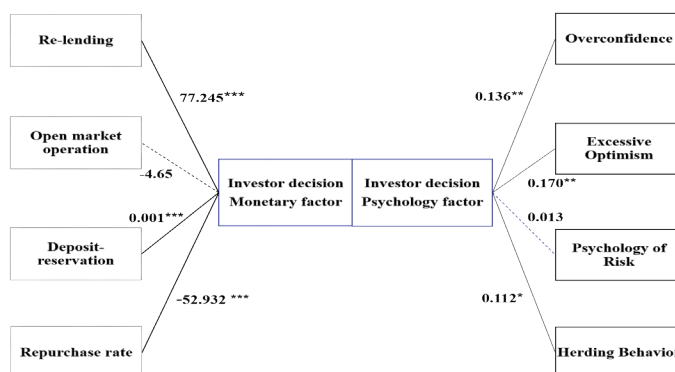 Re-lending
77.245***
Open market
operation
-4.65
0.001***
Deposit-
reservation
-52.932 ***
Repurchase rate
Investor decision
Monetary factor
Investor decision
Psychology factor
Overconfidence
0.136**
Excessive
Optimism
0.170**
0.013
Psychology of
Risk
0.112*
Herding Behavior